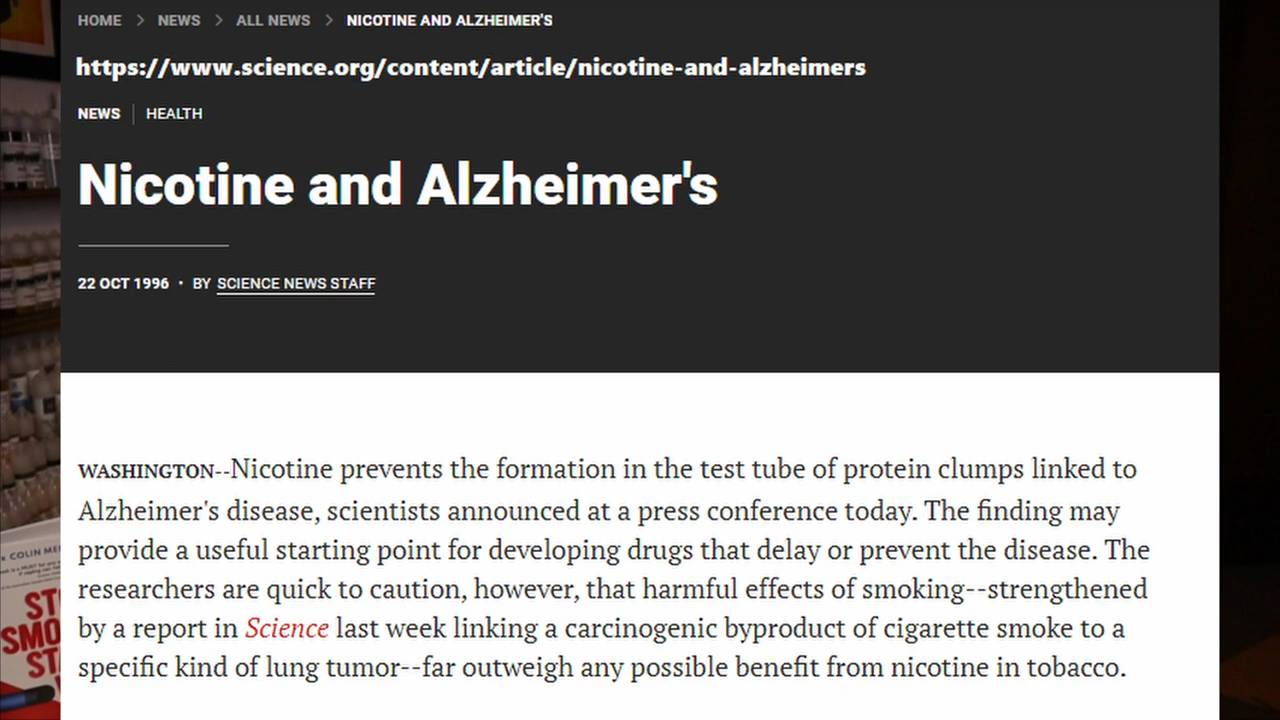 HOME > NEWS > ALL NEWS > NICOTINE AND ALZHEIMER'S
https://www.science.org/content/article/nicotine-and-alzheimers
NEWS | HEALTH
Nicotine and Alzheimer's
22 OCT 1996 · BY SCIENCE NEWS STAFF
WASHINGTON--Nicotine prevents the formation in the test tube of protein clumps linked to
Alzheimer's disease, scientists announced at a press conference today. The finding may
provide a useful starting point for developing drugs that delay or prevent the disease. The
researchers are quick to caution, however, that harmful effects of smoking--strengthened
by a report in Science last week linking a carcinogenic byproduct of cigarette smoke to a
specific kind of lung tumor--far outweigh any possible benefit from nicotine in tobacco.
COLIN